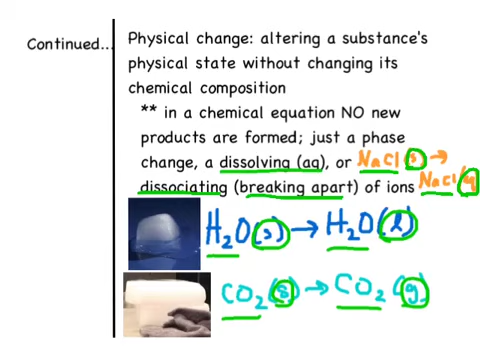 Continued...
Physical change: altering a substance's
physical state without changing its
chemical composition
** in a chemical equation NO new
products are formed; just a phase
change, a dissolving (aq), or NaCl(s) →
dissociating (breaking apart) of ions NaCl(aq)
H₂O(s) → H₂O(l)
CO₂(s) → CO₂(g)